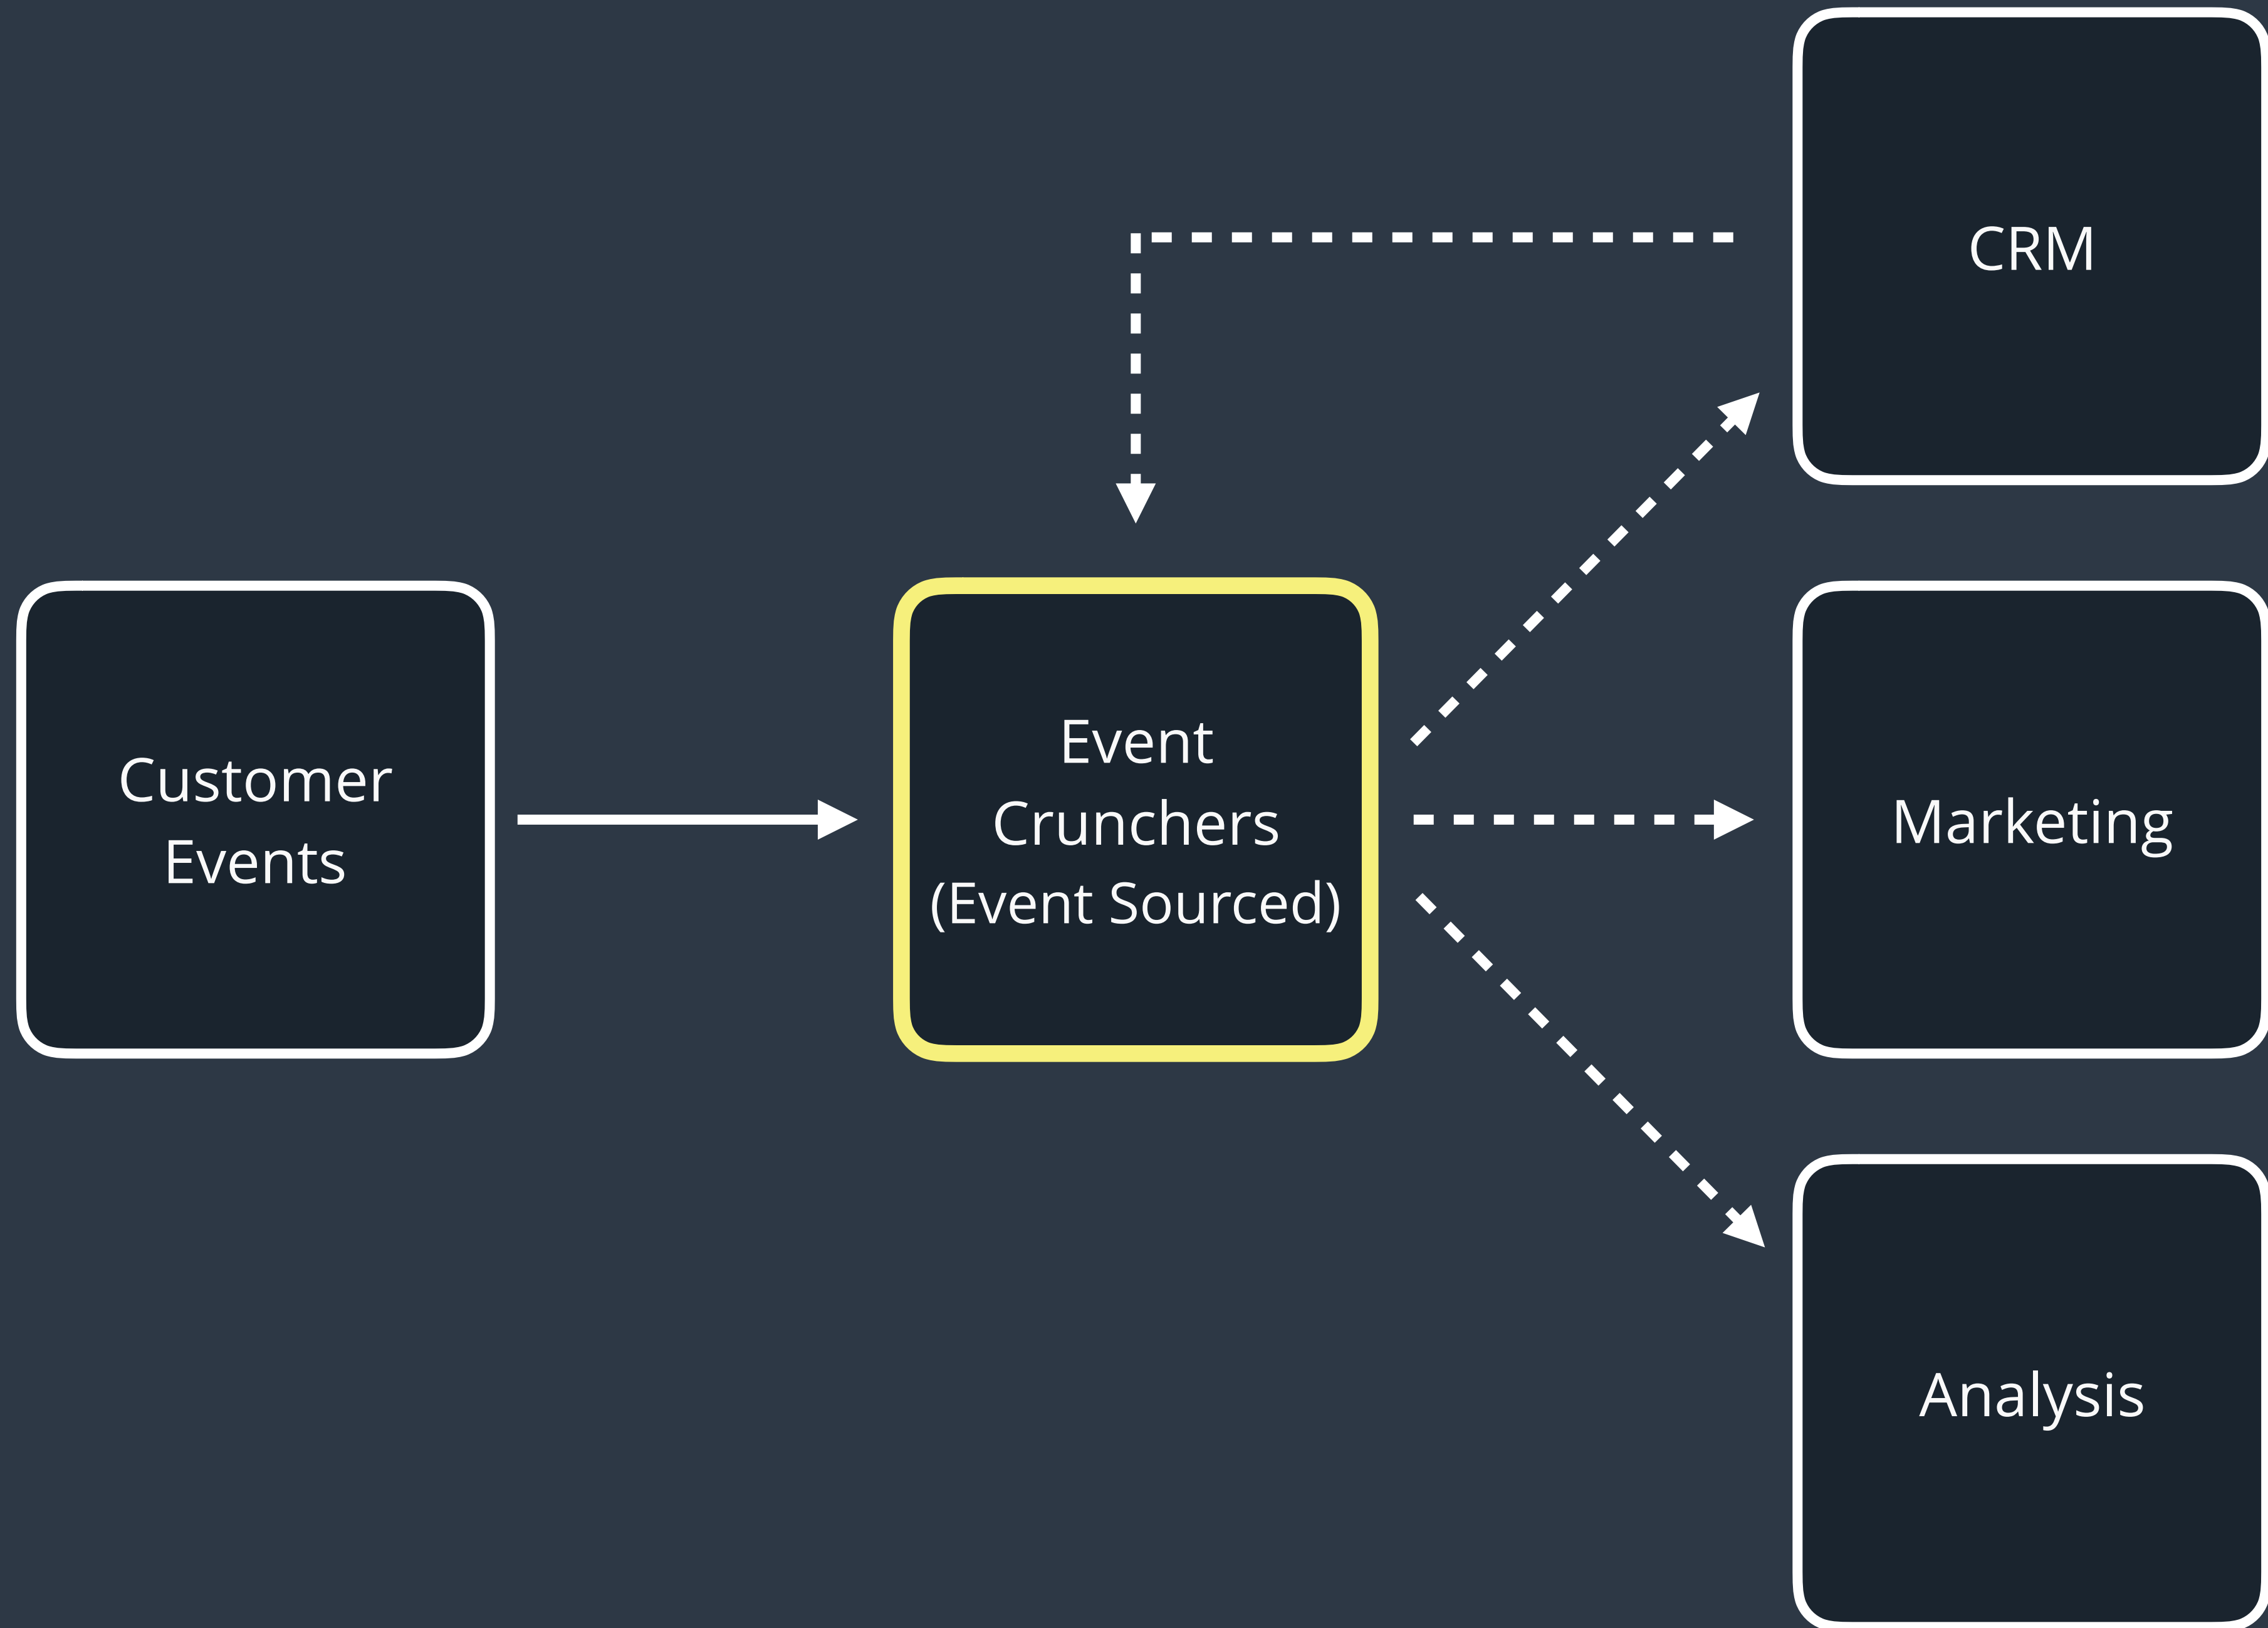 CRM
Customer
Events
Event
Crunchers
(Event Sourced)
Marketing
Analysis